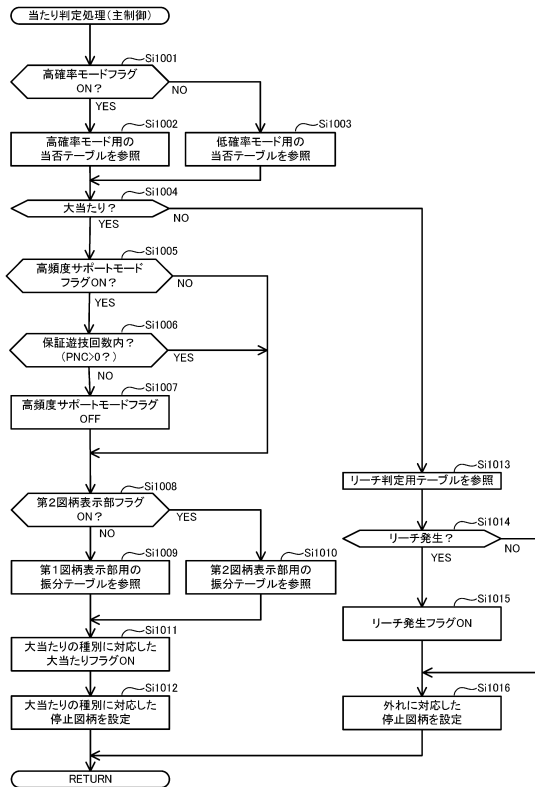 当たり判定処理(主制御)
Si1001
高確率モードフラグ
ON?
NO
YES
Si1002
高確率モード用の
当否テーブルを参照
Si1003
低確率モード用の
当否テーブルを参照
Si1004
大当たり?
NO
YES
Si1005
高頻度サポートモード
フラグON?
NO
YES
Si1006
保証遊技回数内?
(PNC>0?)
YES
NO
Si1007
高頻度サポートモードフラグ
OFF
Si1008
第2図柄表示部フラグ
ON?
YES
NO
Si1009
第1図柄表示部用の
振分テーブルを参照
Si1010
第2図柄表示部用の
振分テーブルを参照
Si1011
大当たりの種別に対応した
大当たりフラグON
Si1012
大当たりの種別に対応した
停止図柄を設定
Si1013
リーチ判定用テーブルを参照
Si1014
リーチ発生?
NO
YES
Si1015
リーチ発生フラグON
Si1016
外れに対応した
停止図柄を設定
RETURN